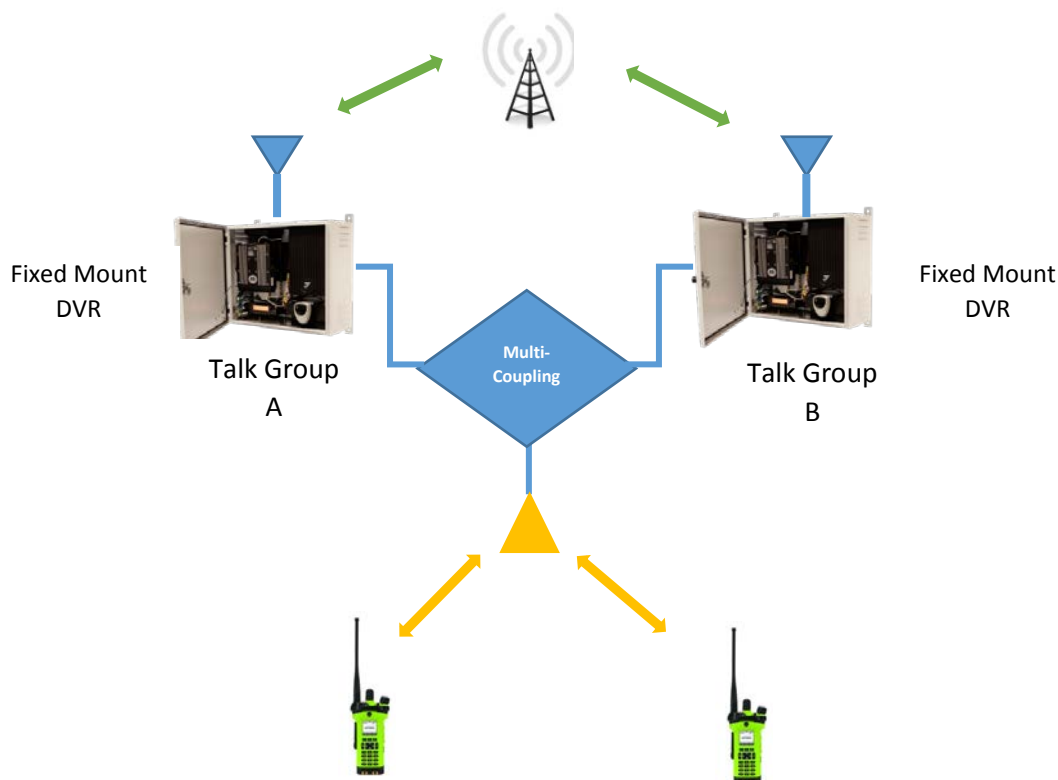 Fixed Mount
DVR
Talk Group
A
Multi-
Coupling
Fixed Mount
DVR
Talk Group
B